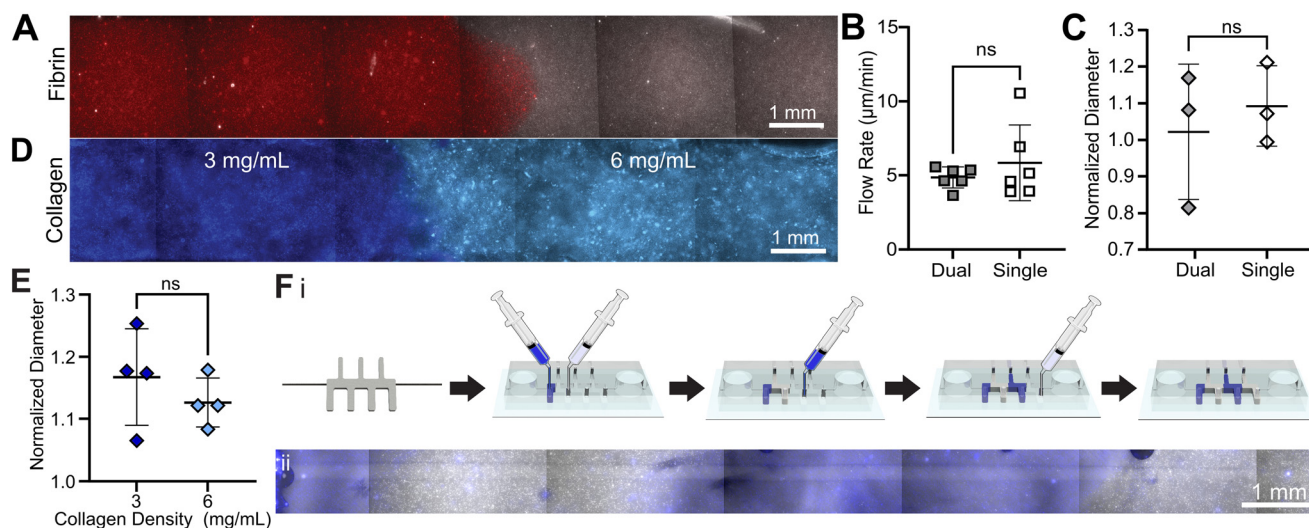 A
Fibrin
1 mm
B
ns
Flow Rate (µm/min)
15
10
5
0
Dual Single
C
ns
Normalized Diameter
1.3
1.2
1.1
1.0
0.9
0.8
0.7
Dual Single
D
Collagen
3 mg/mL 6 mg/mL
1 mm
E
ns
Normalized Diameter
1.3
1.2
1.1
1.0
3 6
Collagen Density (mg/mL)
F i
ii
1 mm